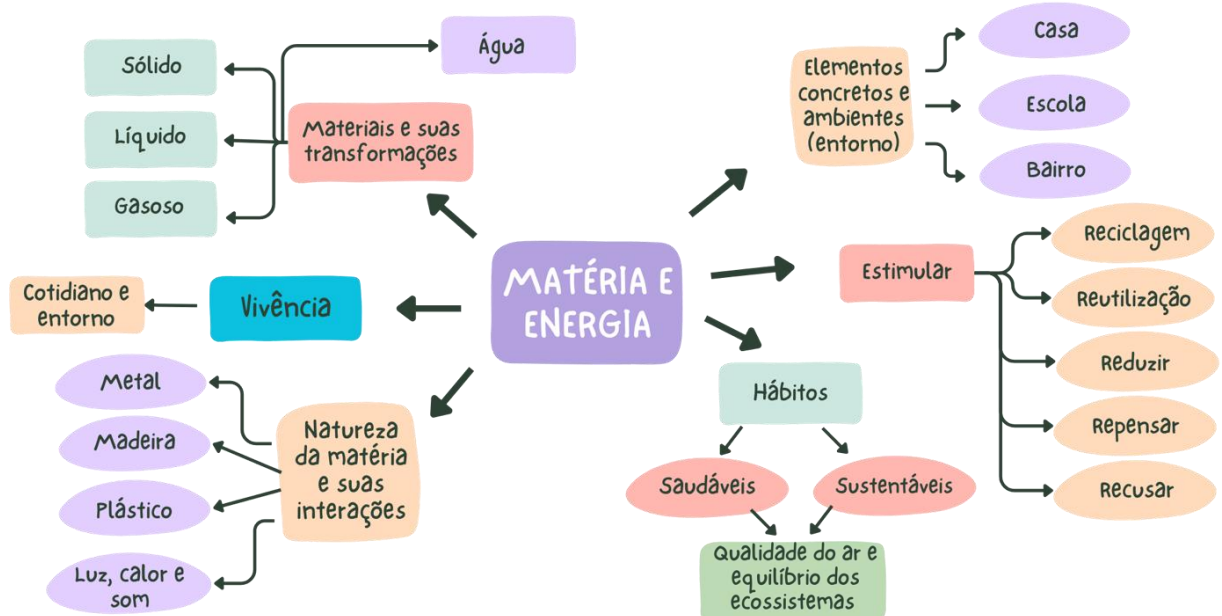 MATÉRIA E
ENERGIA
Materiais e suas
transformações
Água
Sólido
Líquido
Gasoso
Vivência
Cotidiano e
entorno
Natureza
da matéria
e suas
interações
Metal
Madeira
Plástico
Luz, calor e
som
Elementos
concretos e
ambientes
(entorno)
Casa
Escola
Bairro
Estimular
Reciclagem
Reutilização
Reduzir
Repensar
Recusar
Hábitos
Saudáveis
Sustentáveis
Qualidade do ar e
equilíbrio dos
ecossistemas